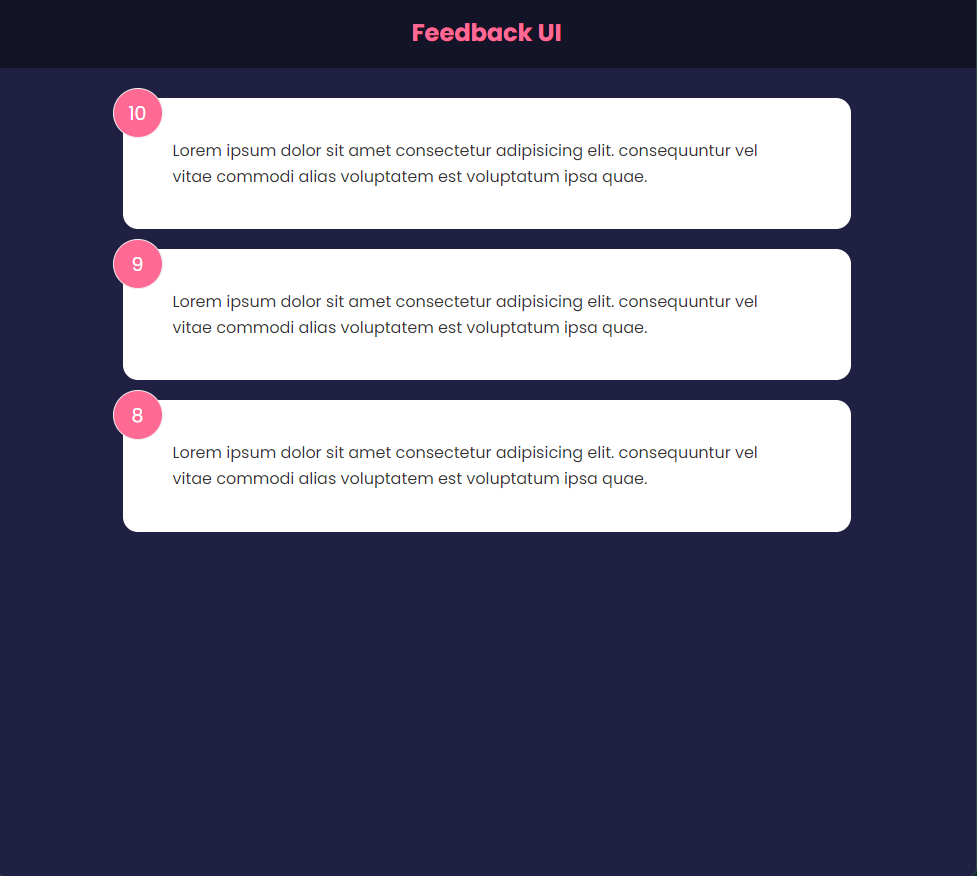 Feedback UI
10
Lorem ipsum dolor sit amet consectetur adipisicing elit. consequuntur vel
vitae commodi alias voluptatem est voluptatum ipsa quae.
9
Lorem ipsum dolor sit amet consectetur adipisicing elit. consequuntur vel
vitae commodi alias voluptatem est voluptatum ipsa quae.
8
Lorem ipsum dolor sit amet consectetur adipisicing elit. consequuntur vel
vitae commodi alias voluptatem est voluptatum ipsa quae.